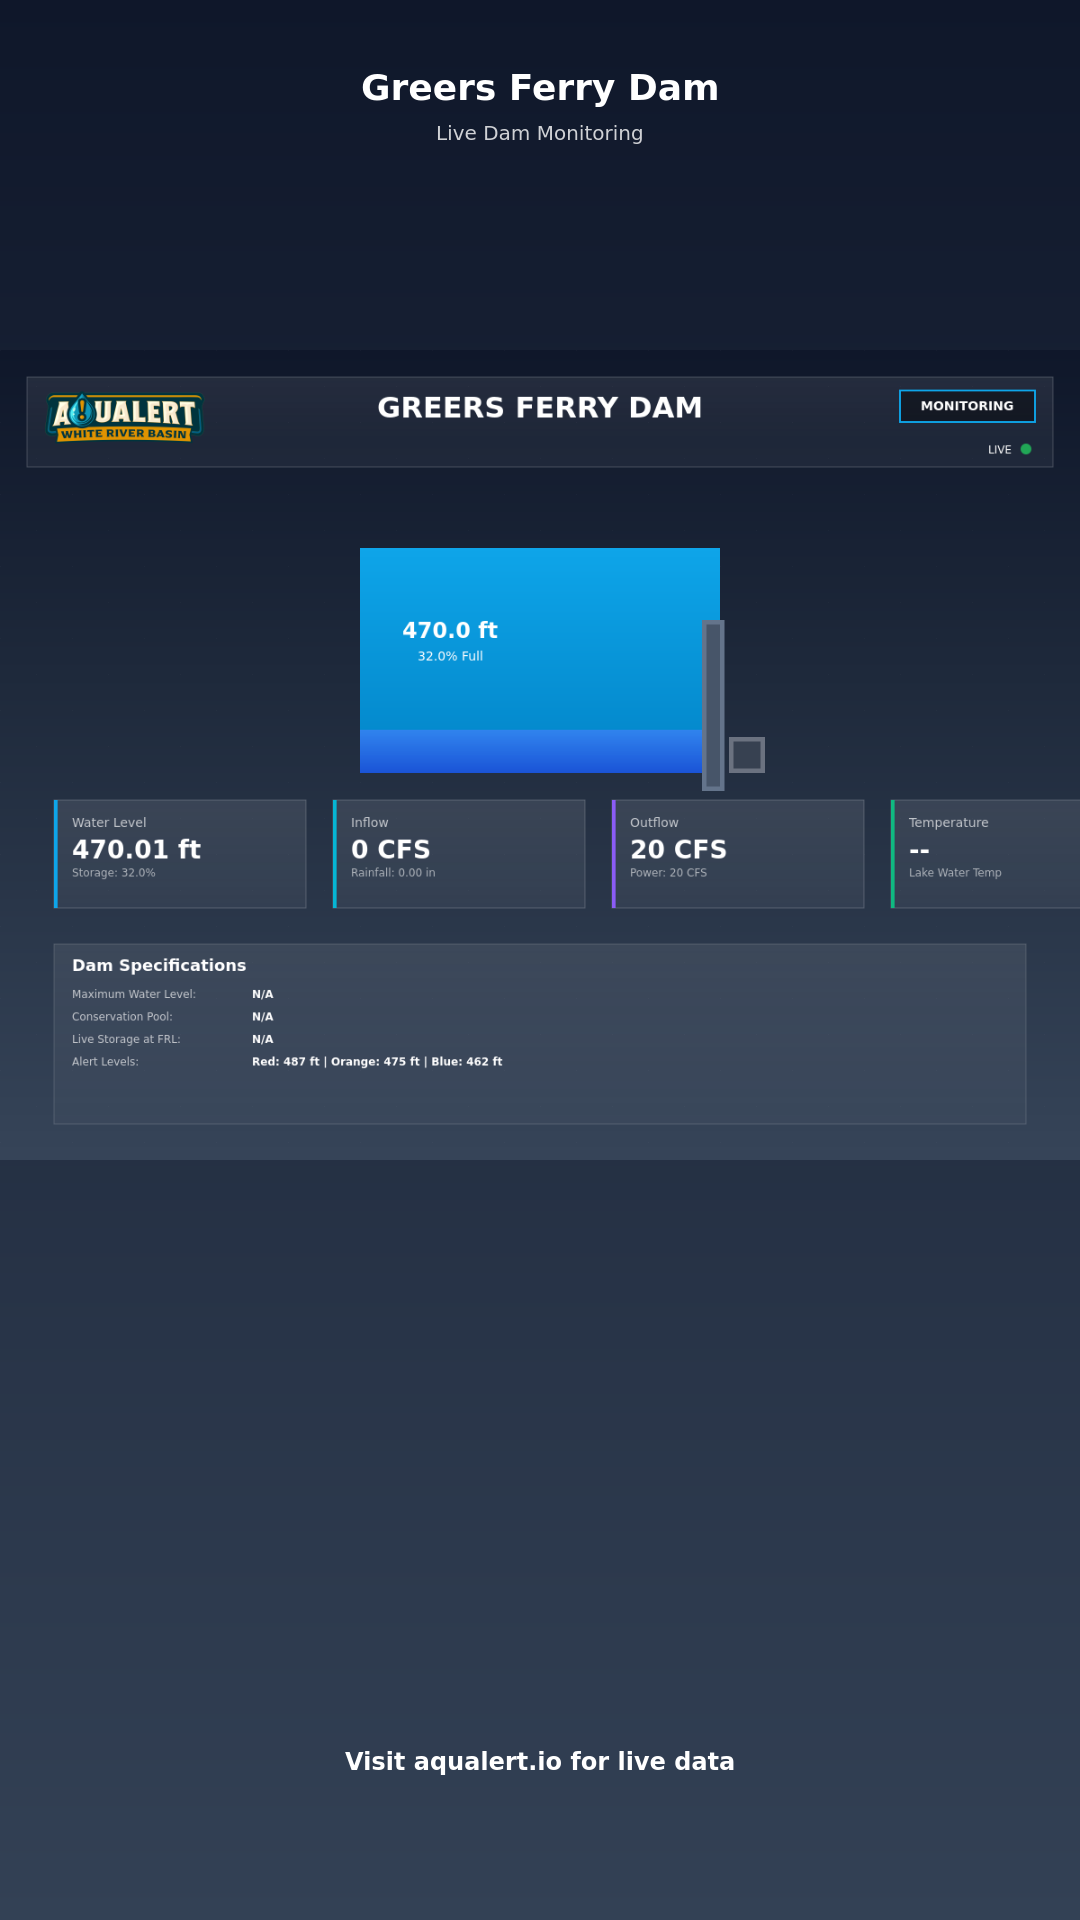 Greers Ferry Dam
Live Dam Monitoring
AQUALERT
WHITE RIVER BASIN
GREERS FERRY DAM
MONITORING
LIVE
470.0 ft
32.0% Full
Water Level
470.01 ft
Storage: 32.0%
Inflow
0 CFS
Rainfall: 0.00 in
Outflow
20 CFS
Power: 20 CFS
Temperature
--
Lake Water Temp
Dam Specifications
Maximum Water Level: N/A
Conservation Pool: N/A
Live Storage at FRL: N/A
Alert Levels: Red: 487 ft | Orange: 475 ft | Blue: 462 ft
Visit aqualert.io for live data